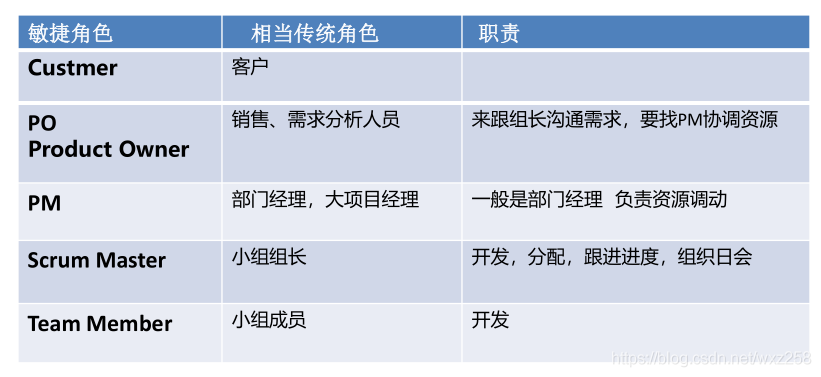 敏捷角色 相当传统角色 职责
Custmer 客户
PO 销售、需求分析人员 来跟组长沟通需求，要找PM协调资源
Product Owner
PM 部门经理，大项目经理 一般是部门经理 负责资源调动
Scrum Master 小组组长 开发，分配，跟进进度，组织日会
Team Member 小组成员 开发
https://blog.csdn.net/wxz258